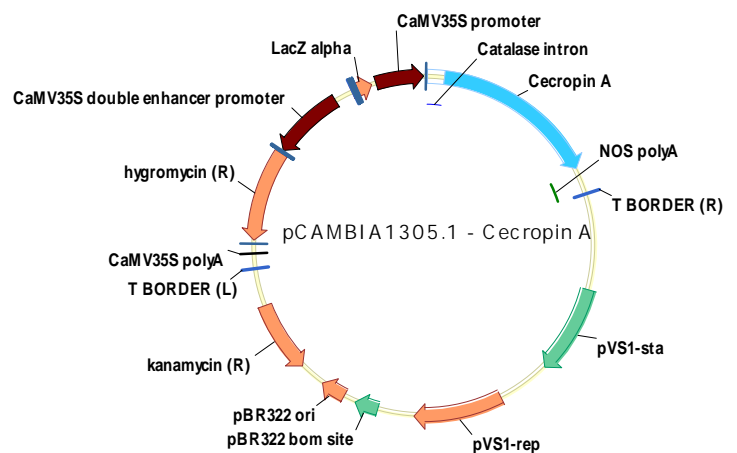 CaMV35S promoter
LacZ alpha
Catalase intron
Cecropin A
CaMV35S double enhancer promoter
NOS polyA
hygromycin (R)
T BORDER (R)
pCAMBIA1305.1 - Cecropin A
CaMV35S polyA
T BORDER (L)
pVS1-sta
kanamycin (R)
pBR322 ori
pBR322 bom site
pVS1-rep